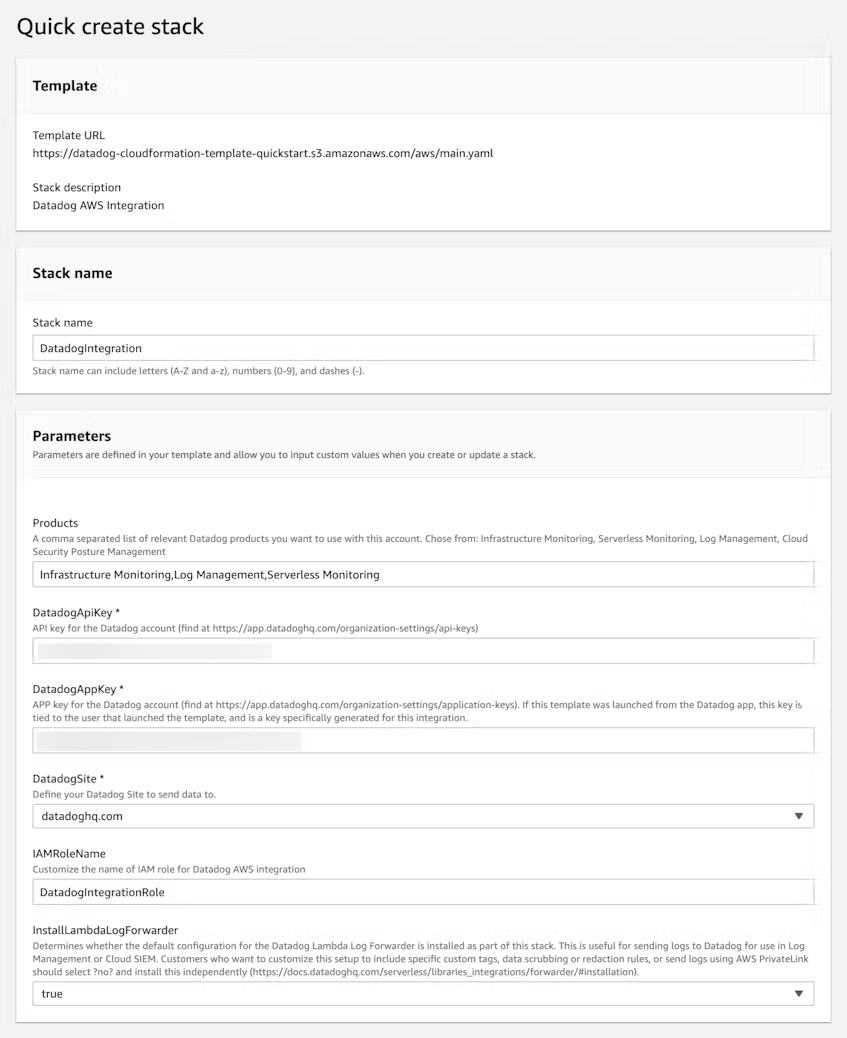 Quick create stack
Template
Template URL
https://datadog-cloudformation-template-quickstart.s3.amazonaws.com/aws/main.yaml
Stack description
Datadog AWS Integration
Stack name
Stack name
DatadogIntegration
Stack name can include letters (A-Z and a-z), numbers (0-9), and dashes (-).
Parameters
Parameters are defined in your template and allow you to input custom values when you create or update a stack.
Products
A comma separated list of relevant Datadog products you want to use with this account. Chose from: Infrastructure Monitoring, Serverless Monitoring, Log Management, Cloud
Security Posture Management
Infrastructure Monitoring,Log Management,Serverless Monitoring
DatadogApiKey *
API key for the Datadog account (find at https://app.datadoghq.com/organization-settings/api-keys)
DatadogAppKey *
APP key for the Datadog account (find at https://app.datadoghq.com/organization-settings/application-keys). If this template was launched from the Datadog app, this key is
tied to the user that launched the template, and is a key specifically generated for this integration.
DatadogSite *
Define your Datadog Site to send data to.
datadoghq.com
IAMRoleName
Customize the name of IAM role for Datadog AWS integration
DatadogIntegrationRole
InstallLambdaLogForwarder
Determines whether the default configuration for the Datadog Lambda Log Forwarder is installed as part of this stack. This is useful for sending logs to Datadog for use in Log
Management or Cloud SIEM. Customers who want to customize this setup to include specific custom tags, data scrubbing or redaction rules, or send logs using AWS PrivateLink
should select ?no? and install this independently (https://docs.datadoghq.com/serverless/libraries_integrations/forwarder/#installation).
true